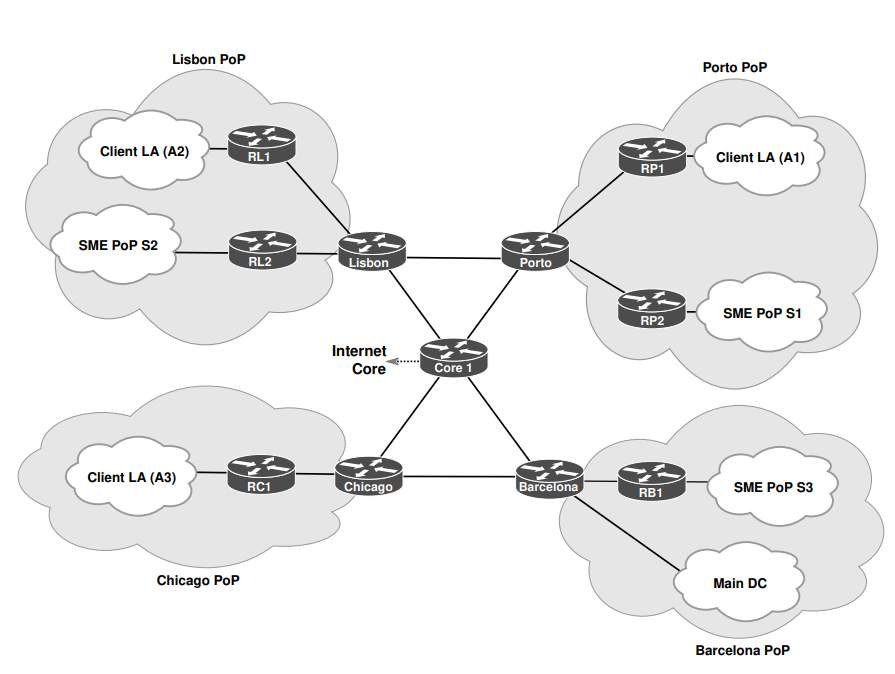 Lisbon PoP
Porto PoP
Client LA (A2)
RL1
RP1
Client LA (A1)
SME PoP S2
RL2
Lisbon
Porto
RP2
SME PoP S1
Internet
Core
Core 1
Client LA (A3)
RC1
Chicago
Barcelona
RB1
SME PoP S3
Chicago PoP
Main DC
Barcelona PoP